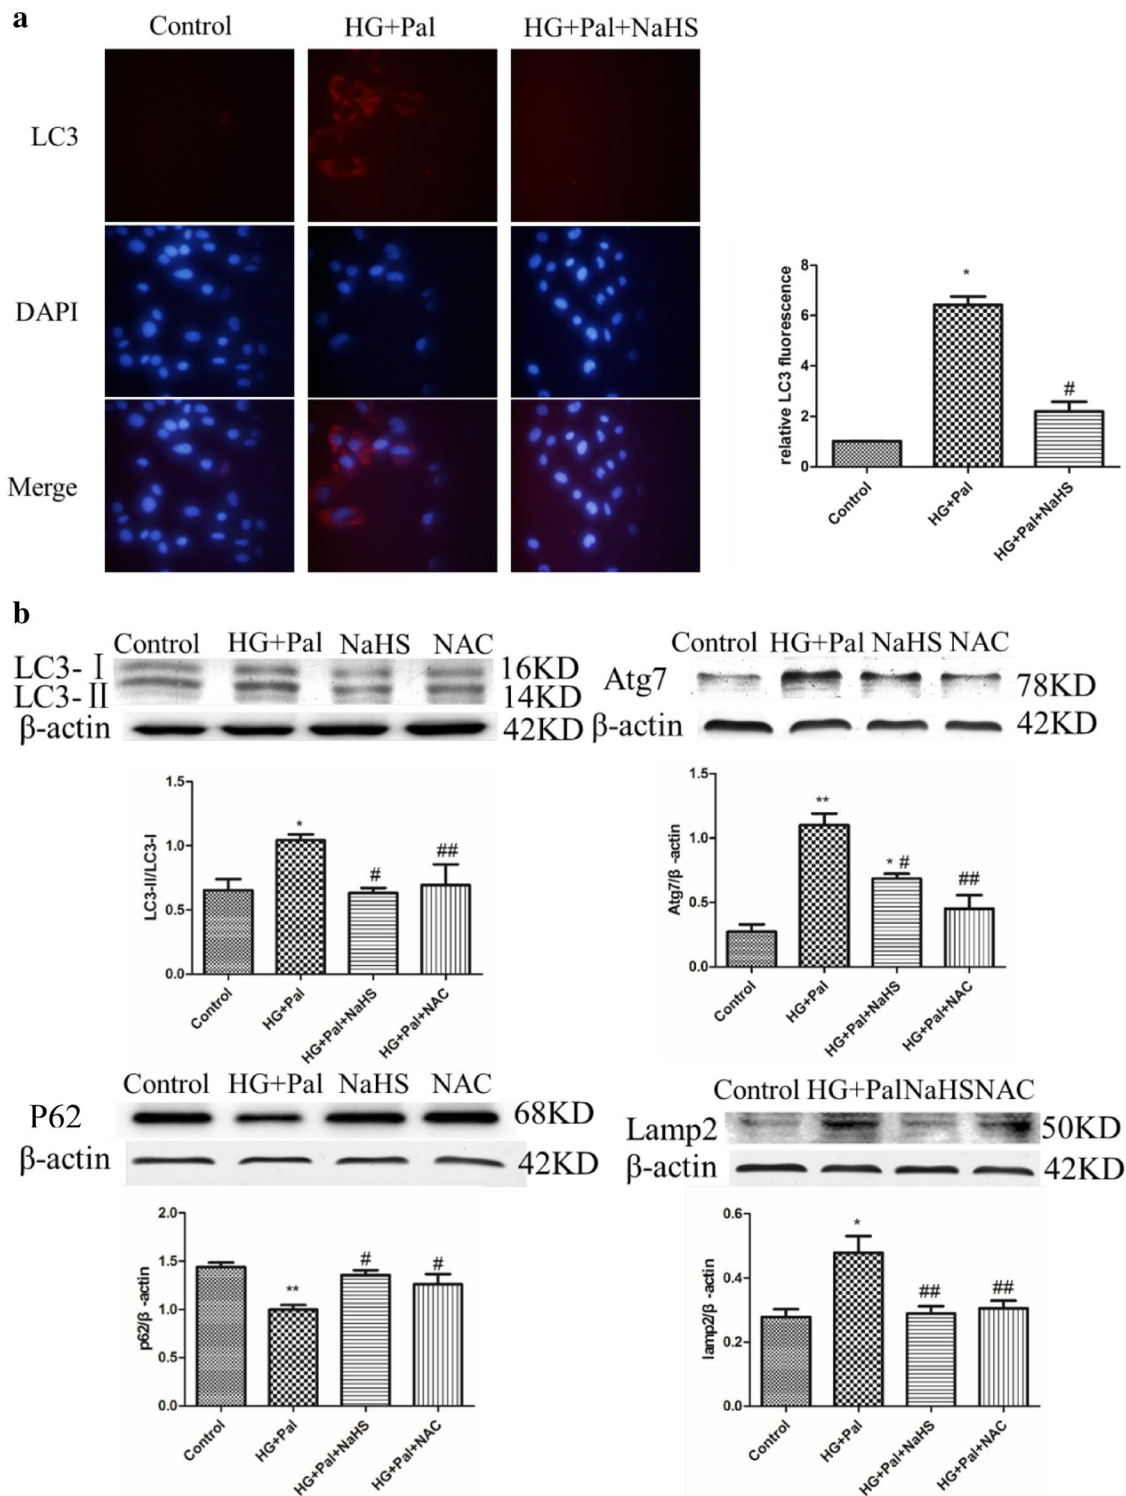 a
Control HG+Pal HG+Pal+NaHS
LC3
DAPI
Merge
relative LC3 fluorescence
8
6
4
2
0
*
#
Control
HG+Pal
HG+Pal+NaHS
b
Control HG+Pal NaHS NAC
LC3-Ⅰ 16KD
LC3-Ⅱ 14KD
β-actin 42KD
Control HG+Pal NaHS NAC
Atg7 78KD
β-actin 42KD
LC3-II/LC3-I
1.5
1.0
0.5
0.0
*
#
##
Control
HG+Pal
HG+Pal+NaHS
HG+Pal+NAC
Atg7/β -actin
1.5
1.0
0.5
0.0
**
* #
##
Control
HG+Pal
HG+Pal+NaHS
HG+Pal+NAC
Control HG+Pal NaHS NAC
P62 68KD
β-actin 42KD
Control HG+Pal NaHS NAC
Lamp2 50KD
β-actin 42KD
p62/β -actin
2.0
1.5
1.0
0.5
0.0
**
#
#
Control
HG+Pal
HG+Pal+NaHS
HG+Pal+NAC
lamp2/β -actin
0.6
0.4
0.2
0.0
*
##
##
Control
HG+Pal
HG+Pal+NaHS
HG+Pal+NAC